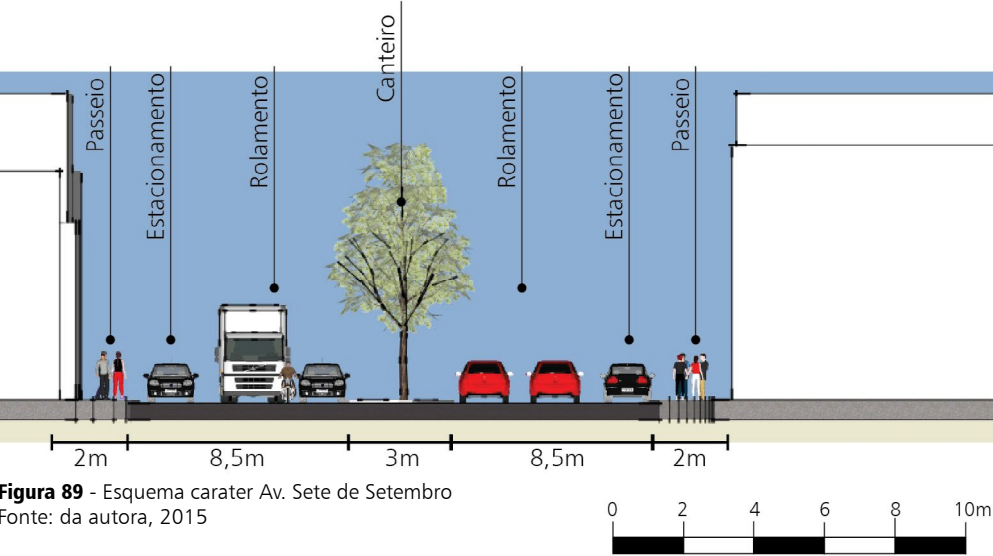 Passeio
Estacionamento
Rolamento
Canteiro
Rolamento
Estacionamento
Passeio
2m 8,5m 3m 8,5m 2m
Figura 89 - Esquema carater Av. Sete de Setembro
Fonte: da autora, 2015
0 2 4 6 8 10m